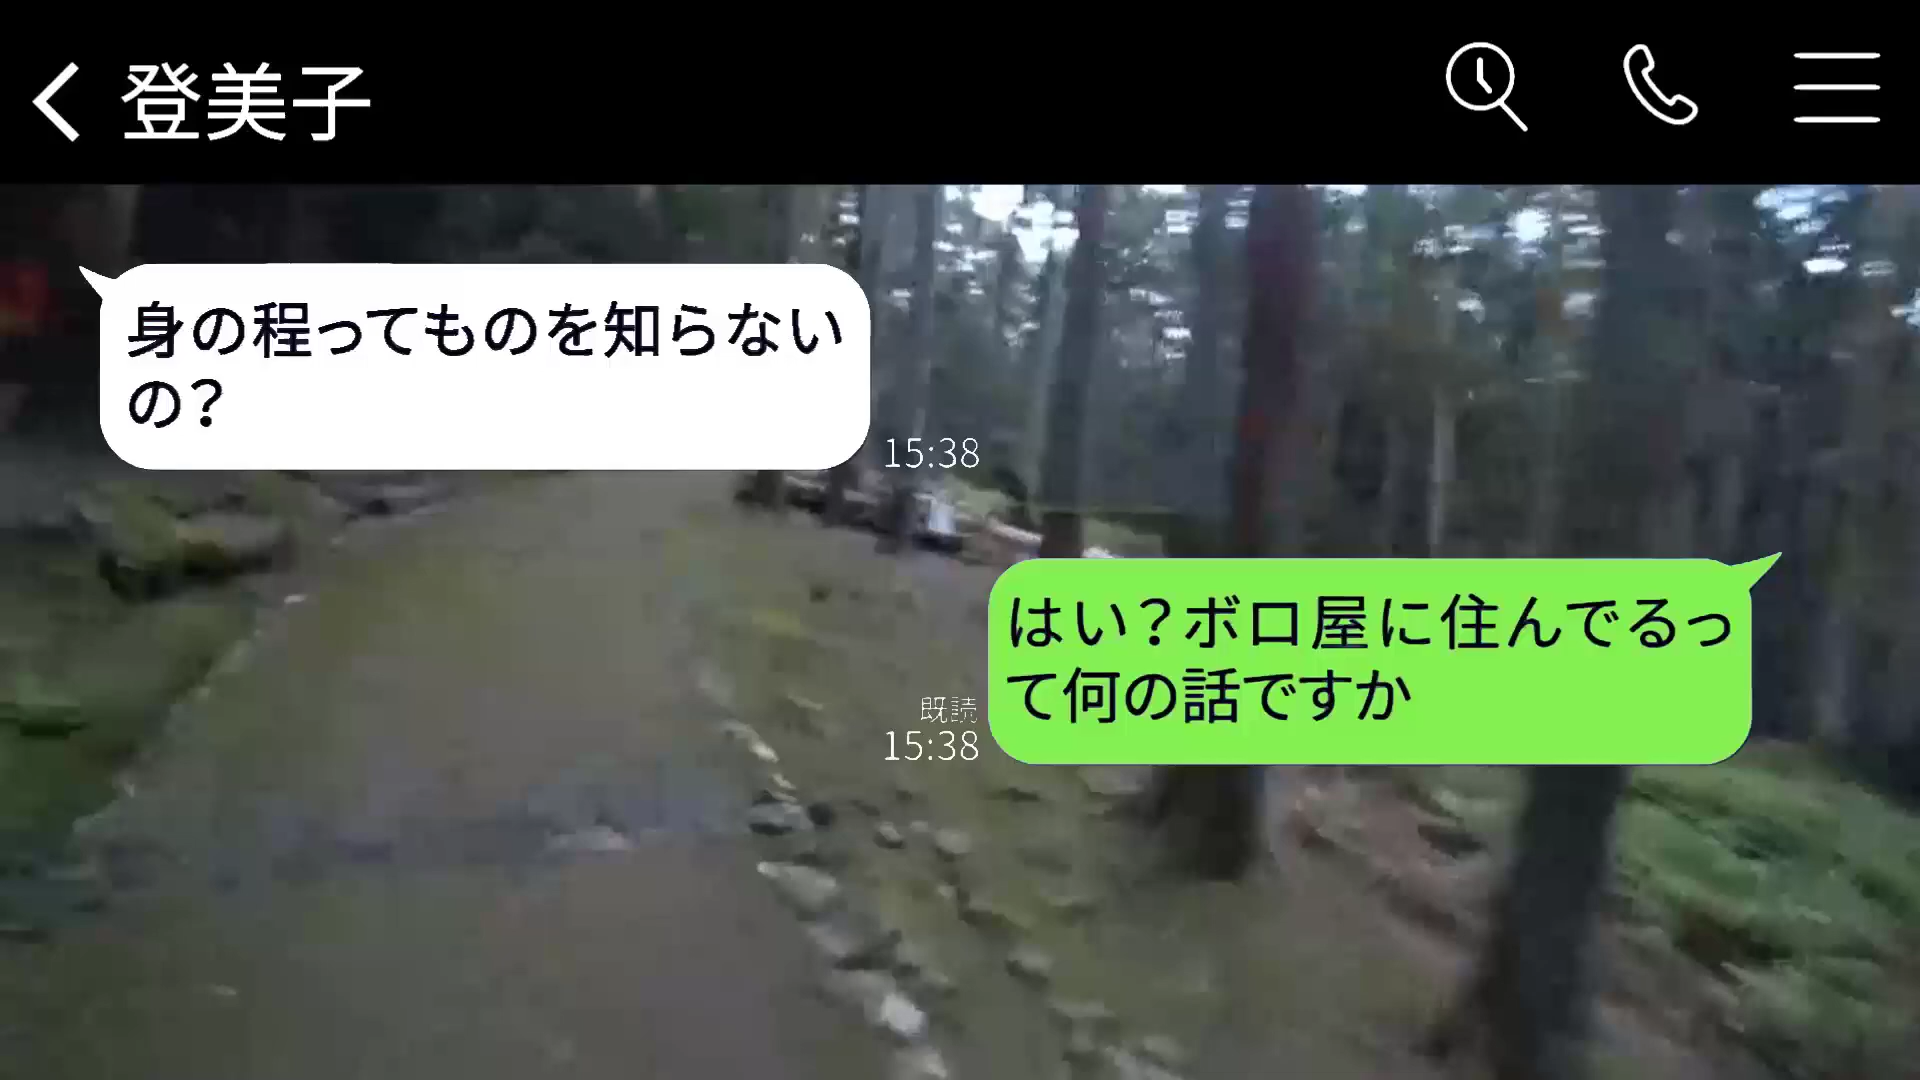 登美子
身の程ってものを知らない
の？
15:38
はい？ボロ屋に住んでるっ
て何の話ですか
既読
15:38